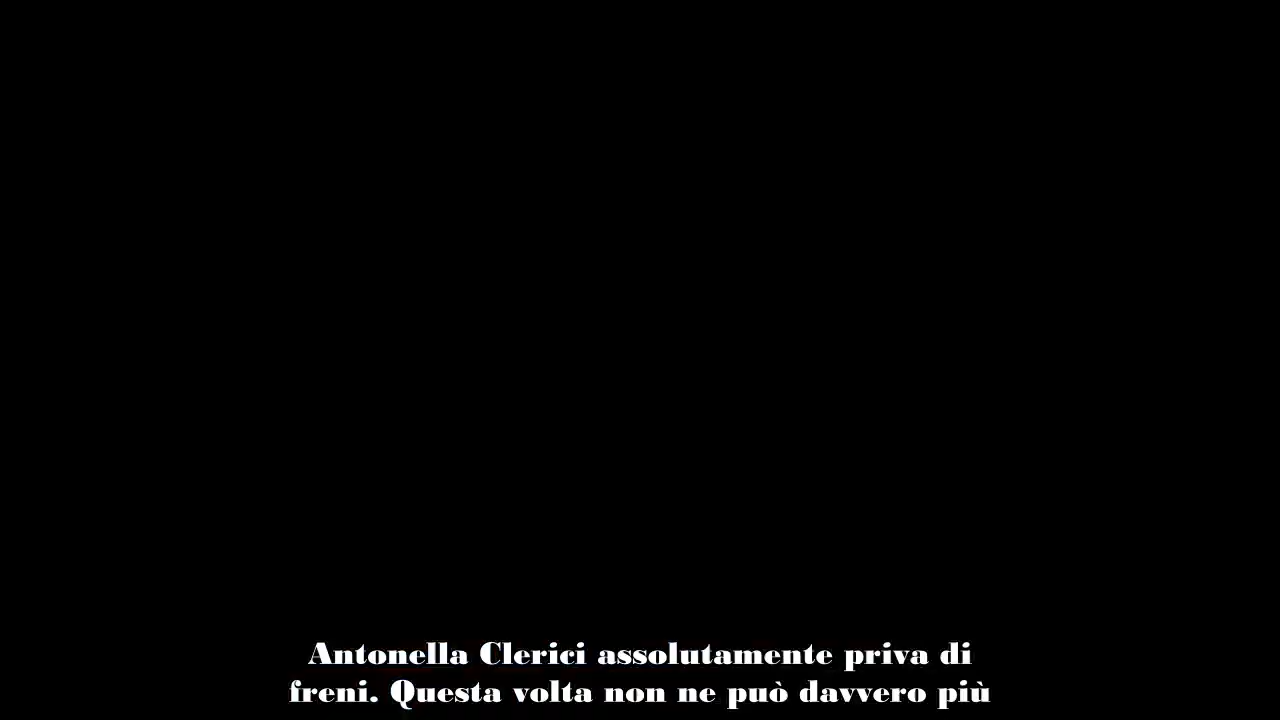 Antonella Clerici assolutamente priva di
freni. Questa volta non ne può davvero più